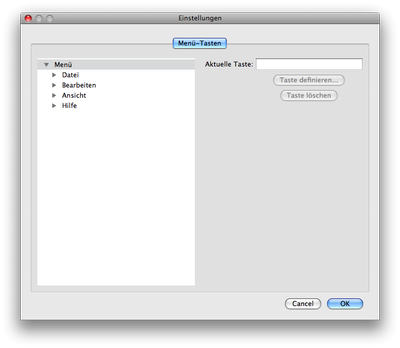 Einstellungen
Menü-Tasten
Menü
Datei
Bearbeiten
Ansicht
Hilfe
Aktuelle Taste:
Taste definieren...
Taste löschen
Cancel
OK